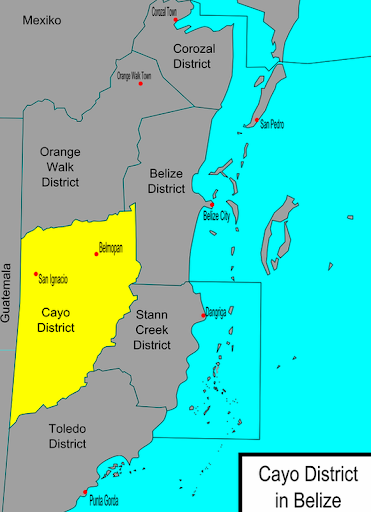 Corozal Town
Mexiko
Corozal
District
Orange Walk Town
San Pedro
Orange
Walk
District
Belize
District
Belize City
Belmopan
San Ignacio
Guatemala
Cayo
District
Stann
Creek
District
Dangriga
Toledo
District
Punta Gorda
Cayo District
in Belize